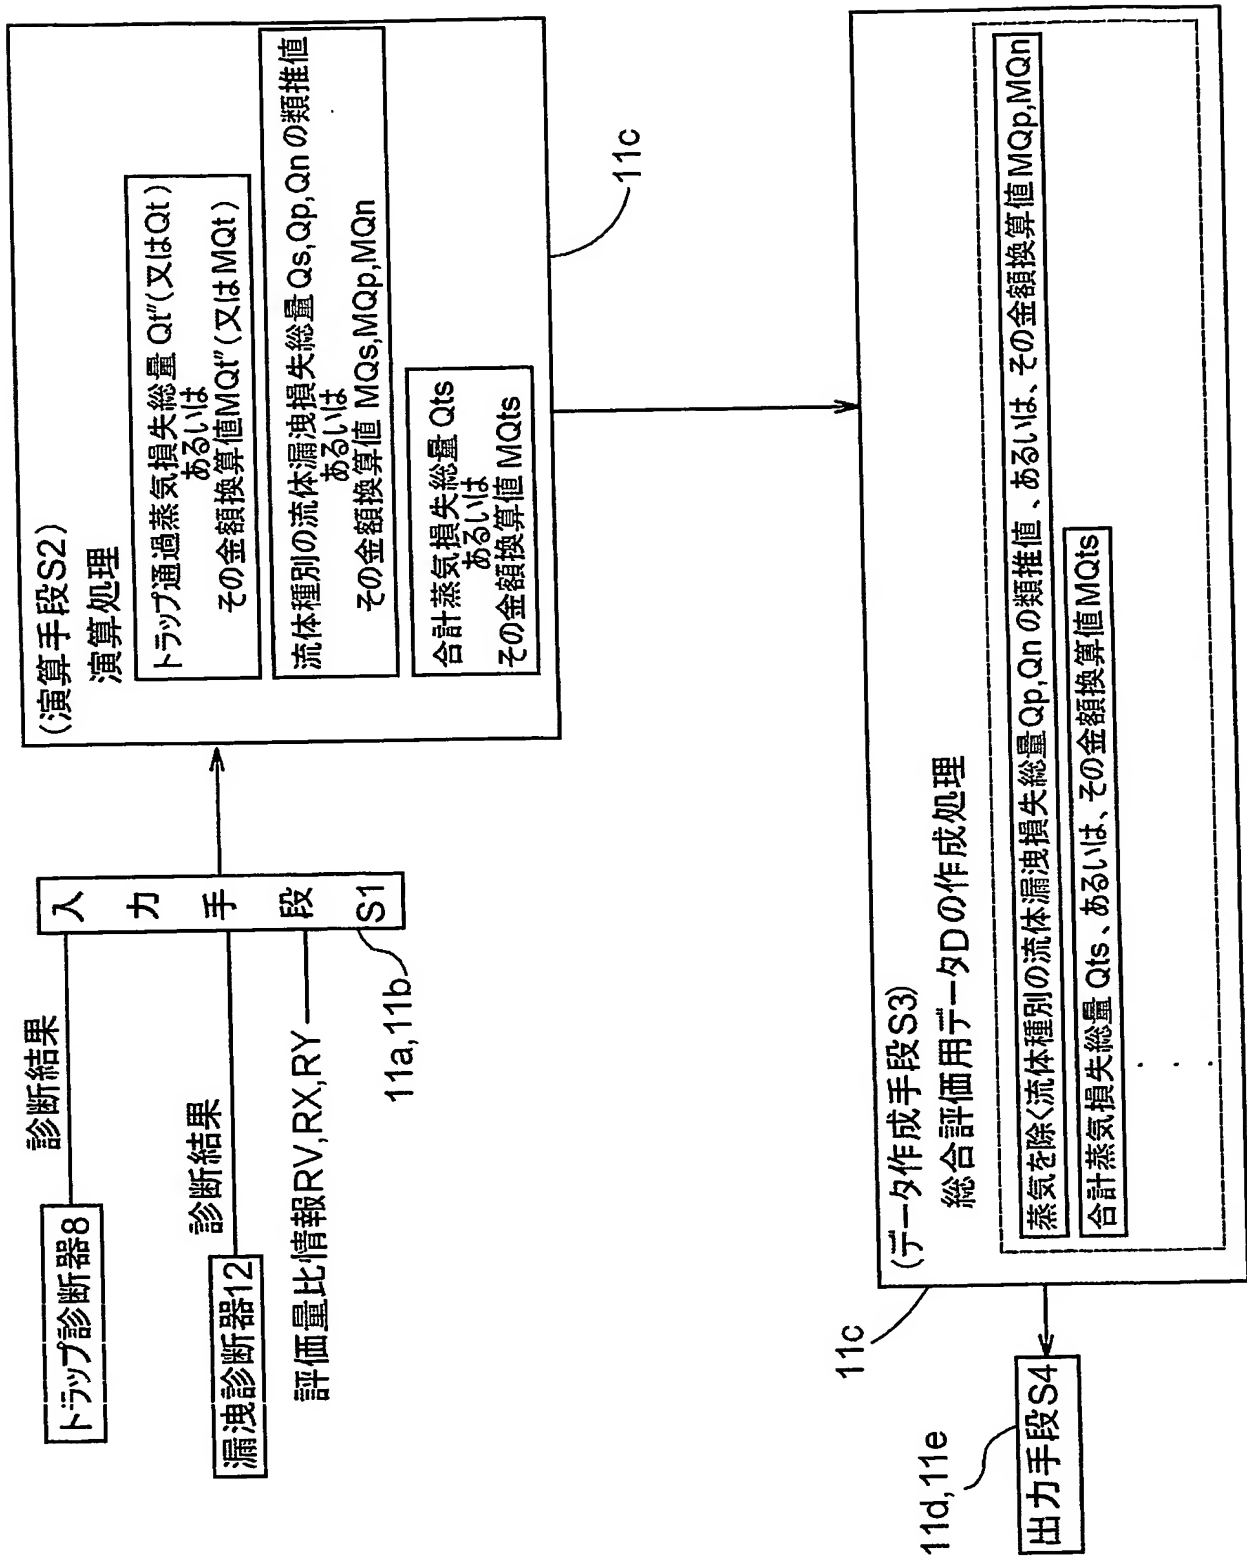 トラップ診断器8
診断結果
漏洩診断器12
診断結果
評価量比情報RV,RX,RY
入力手段S1
11a,11b
(演算手段S2)
演算処理
トラップ通過蒸気損失総量Qt"(又はQt)
あるいは
その金額換算値MQt"(又はMQt)
流体種別の流体漏洩損失総量Qs,Qp,Qnの類推値
あるいは
その金額換算値 MQs,MQp,MQn
合計蒸気損失総量 Qts
あるいは
その金額換算値 MQts
11c
(データ作成手段S3)
総合評価用データDの作成処理
蒸気を除く流体種別の流体漏洩損失総量Qp,Qnの類推値、あるいは、その金額換算値MQp,MQn
合計蒸気損失総量 Qts、あるいは、その金額換算値MQts
・・・
11c
11d,11e
出力手段S4